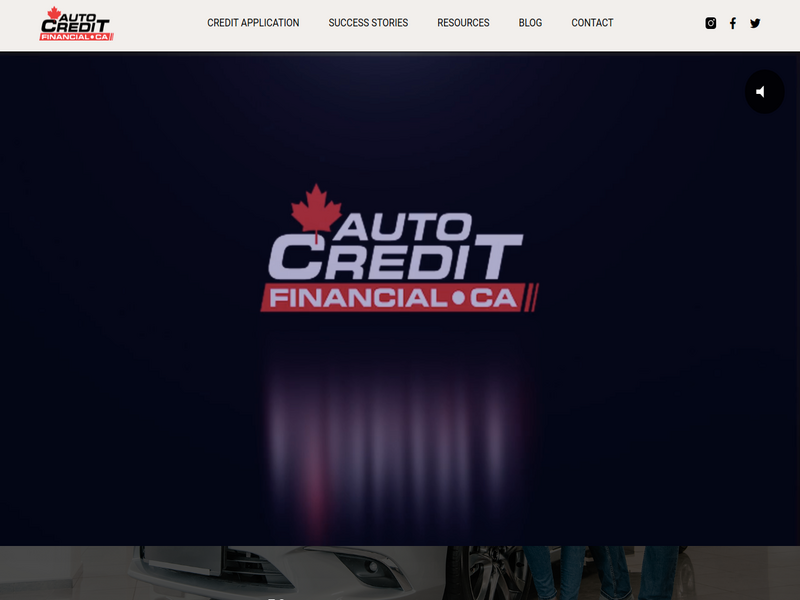 AUTO
CREDIT
FINANCIAL•CA
CREDIT APPLICATION
SUCCESS STORIES
RESOURCES
BLOG
CONTACT
AUTO
CREDIT
FINANCIAL•CA